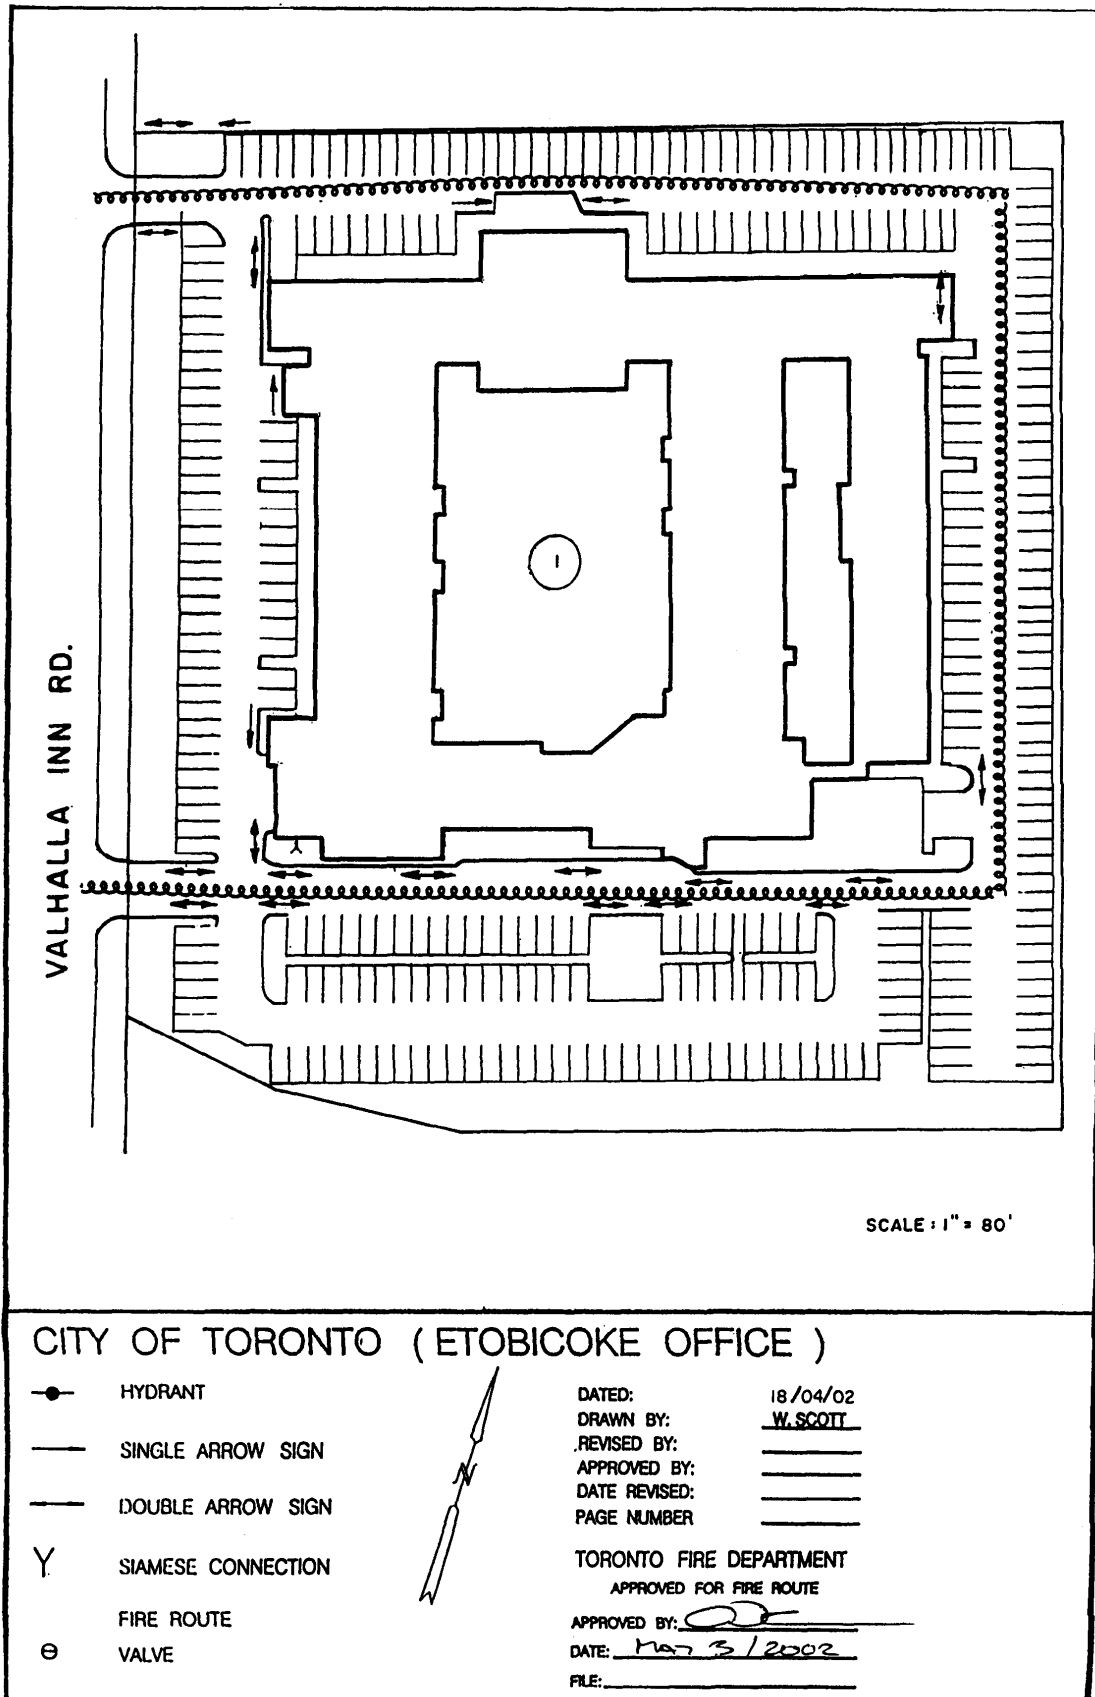 VALHALLA INN RD.
1
SCALE: 1" = 80'
CITY OF TORONTO (ETOBICOKE OFFICE)
HYDRANT
SINGLE ARROW SIGN
DOUBLE ARROW SIGN
Y SIAMESE CONNECTION
FIRE ROUTE
VALVE
N
DATED: 18/04/02
DRAWN BY: W. SCOTT
REVISED BY:
APPROVED BY:
DATE REVISED:
PAGE NUMBER
TORONTO FIRE DEPARTMENT
APPROVED FOR FIRE ROUTE
APPROVED BY:
DATE: May 3/2002
FILE: